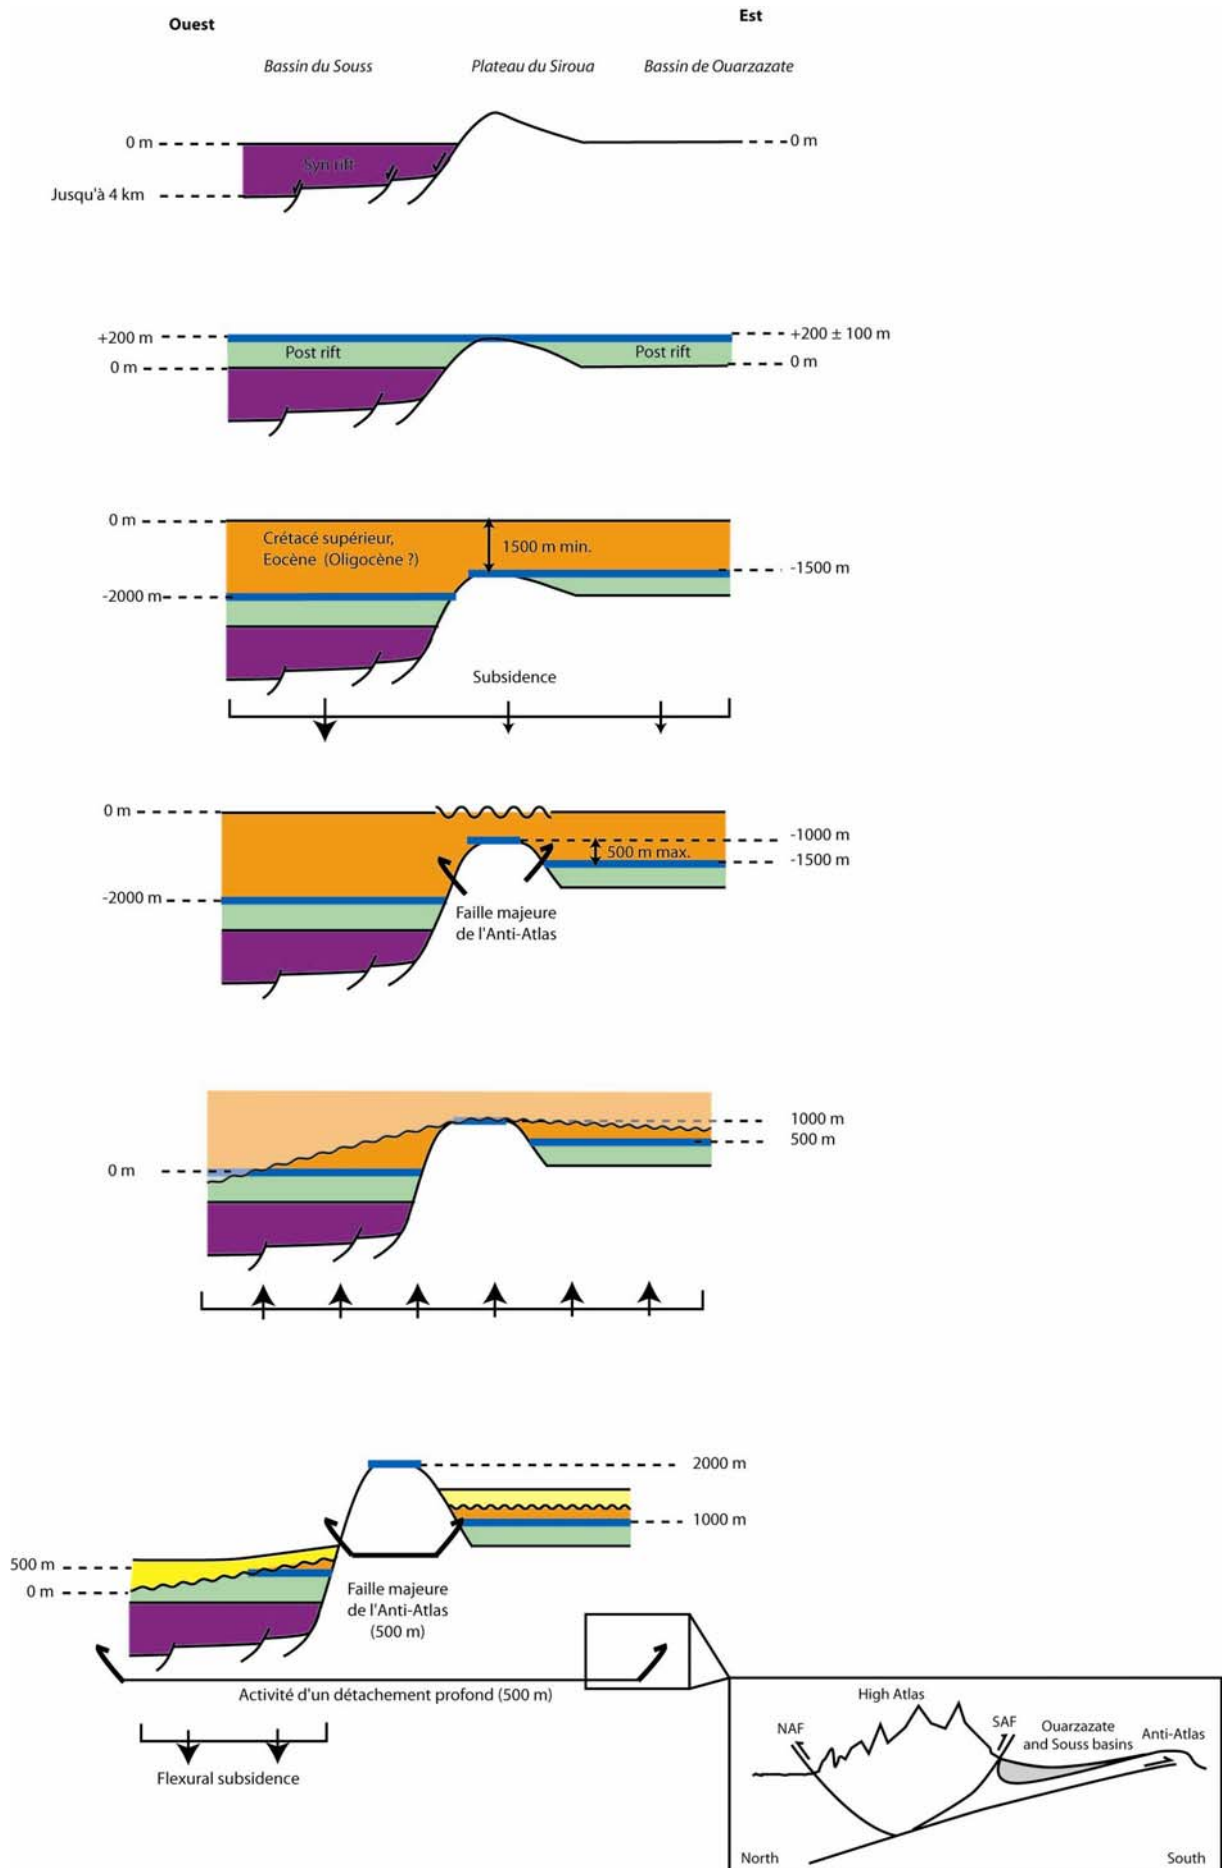 Ouest
Est
Bassin du Souss
Plateau du Siroua
Bassin de Ouarzazate
0 m
0 m
Syn rift
Jusqu'à 4 km
+200 m
+200 ± 100 m
Post rift
Post rift
0 m
0 m
0 m
Crétacé supérieur,
Eocène (Oligocène ?)
1500 m min.
-1500 m
-2000 m
Subsidence
0 m
-1000 m
500 m max.
-1500 m
-2000 m
Faille majeure
de l'Anti-Atlas
1000 m
500 m
0 m
2000 m
1000 m
500 m
0 m
Faille majeure
de l'Anti-Atlas
(500 m)
Activité d'un détachement profond (500 m)
Flexural subsidence
High Atlas
NAF
SAF
Ouarzazate
and Souss basins
Anti-Atlas
North
South